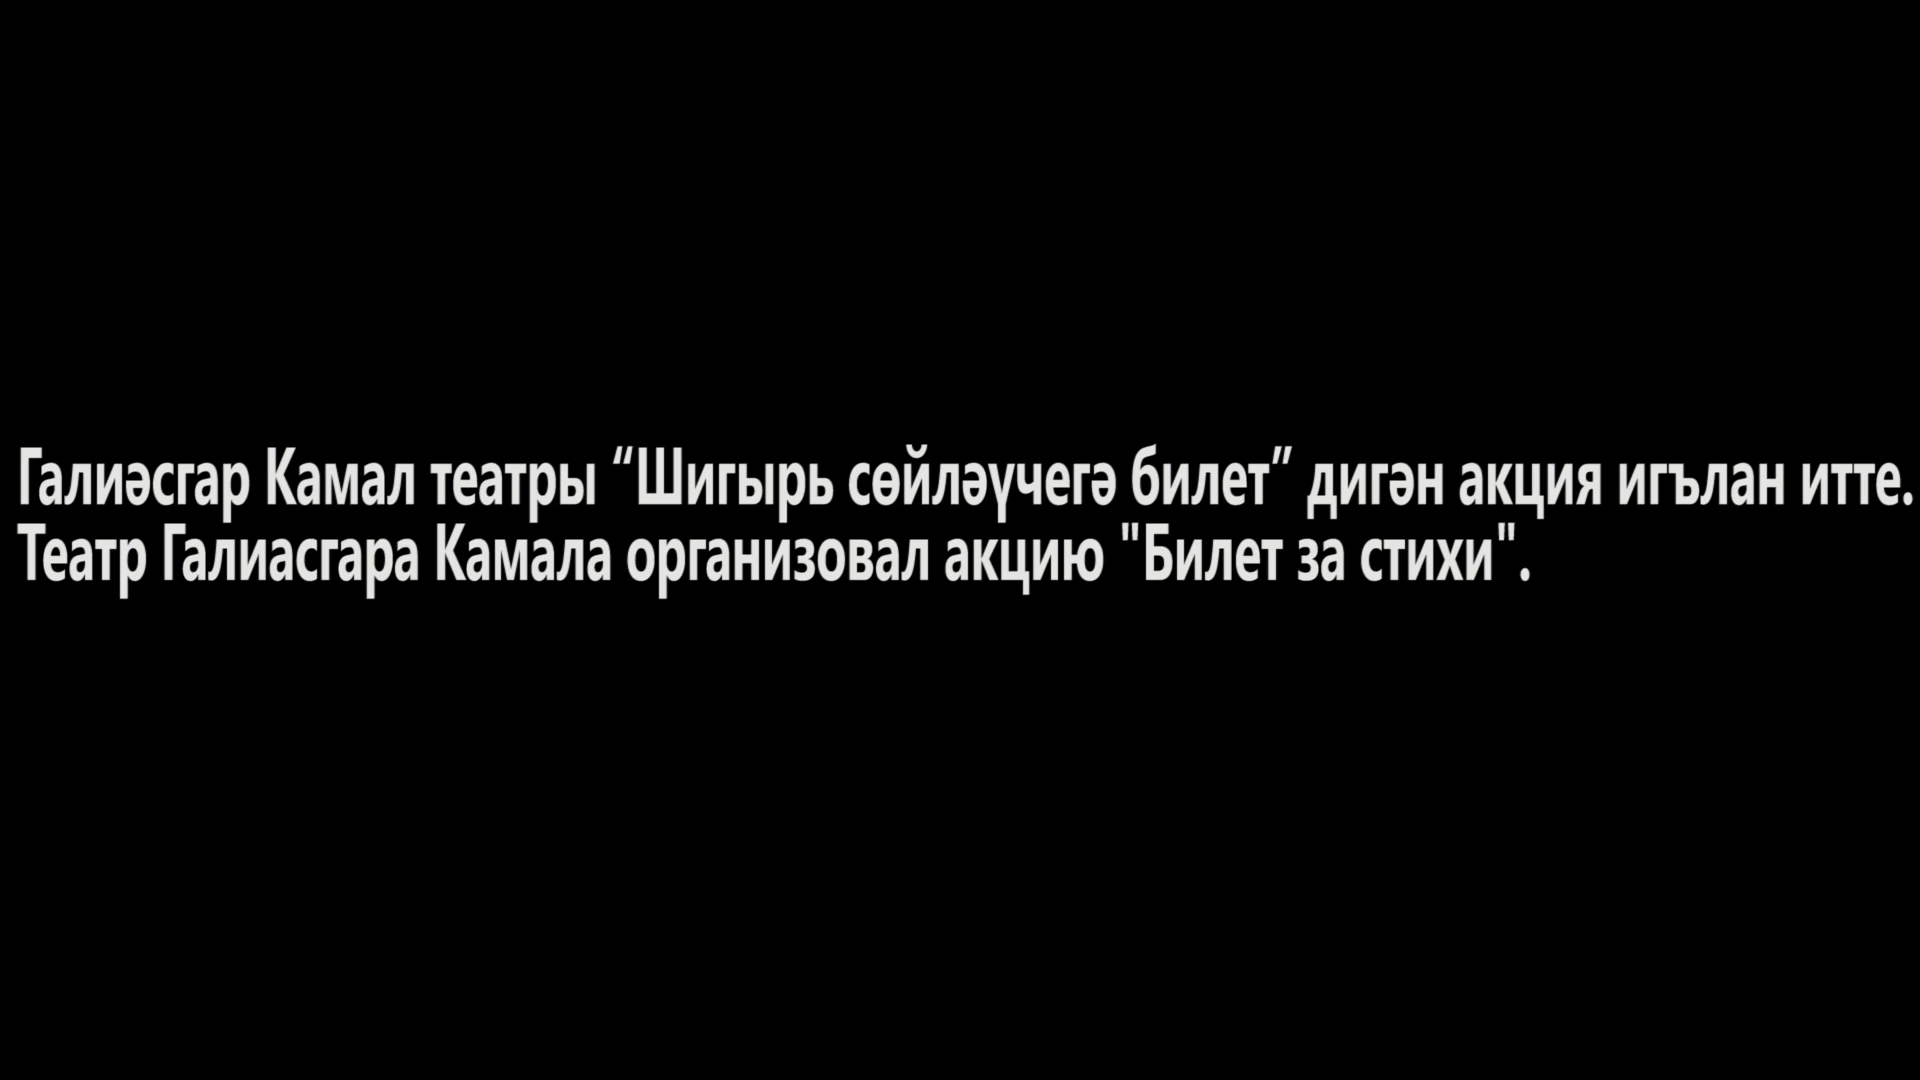 Галиәсгар Камал театры “Шигырь сөйләүчегә билет” дигән акция игълан итте.
Театр Галиасгара Камала организовал акцию "Билет за стихи".